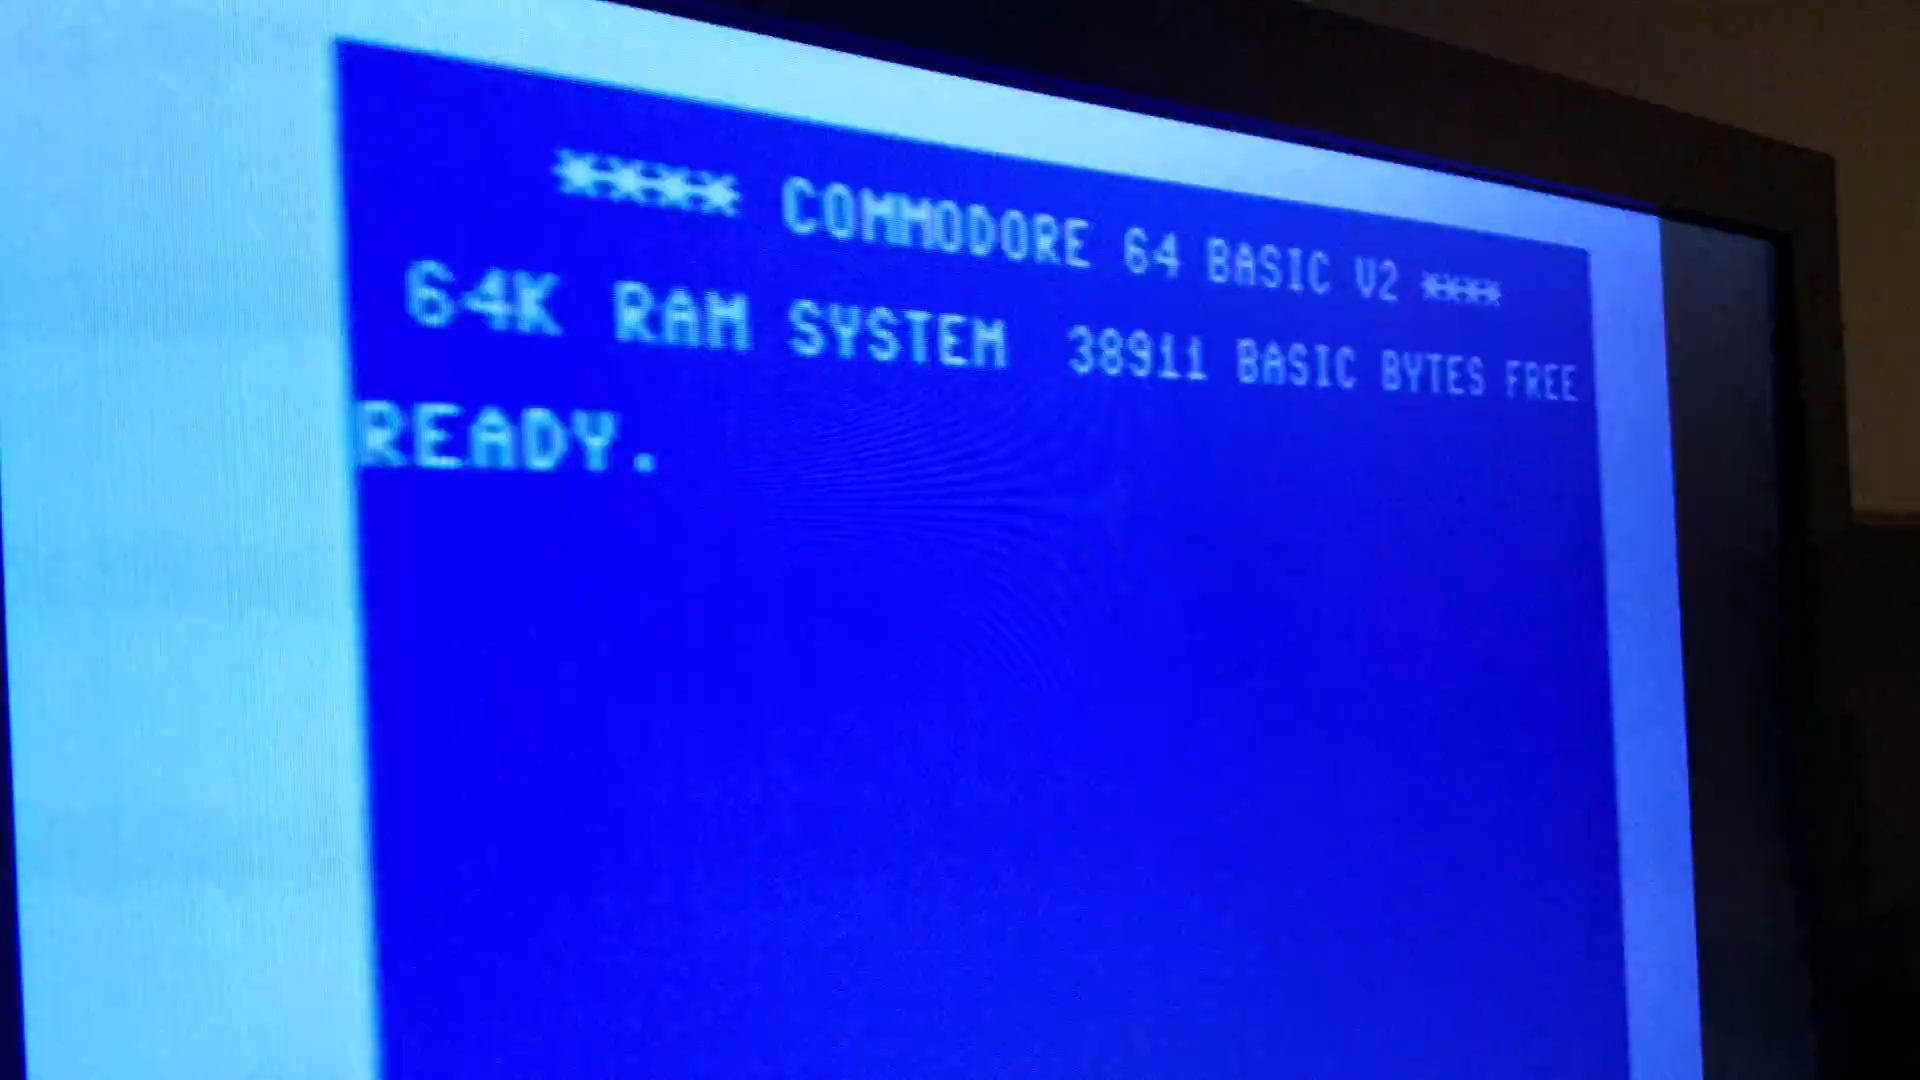 **** COMMODORE 64 BASIC V2 ****
64K RAM SYSTEM 38911 BASIC BYTES FREE
READY.